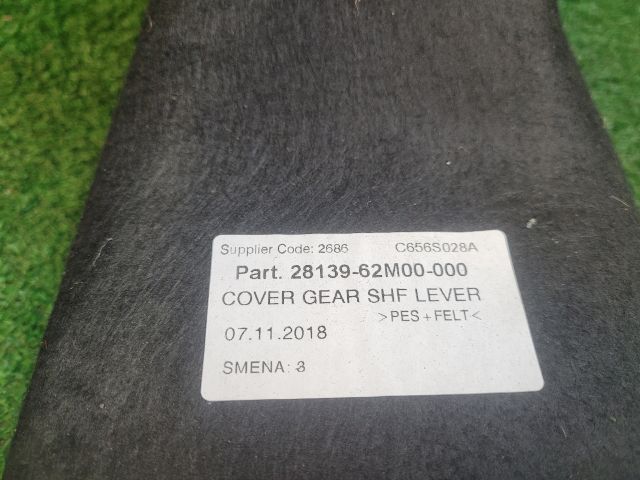 Supplier Code: 2686 C656S028A
Part. 28139-62M00-000
COVER GEAR SHF LEVER
>PES+FELT<
07.11.2018
SMENA: 3